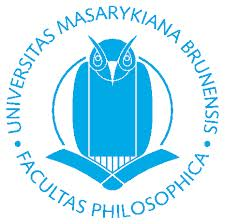 UNIVERSITAS MASARYKIANA BRUNENSIS
• FACULTAS PHILOSOPHICA •